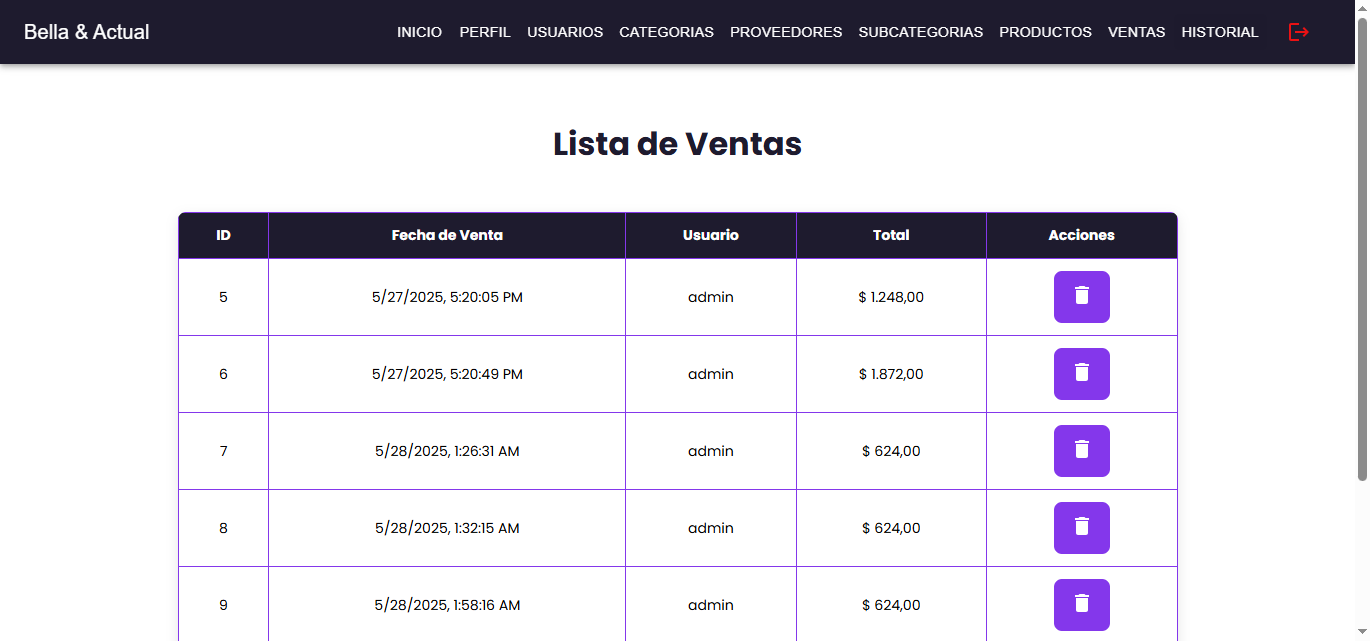 Bella & Actual INICIO PERFIL USUARIOS CATEGORIAS PROVEEDORES SUBCATEGORIAS PRODUCTOS VENTAS HISTORIAL
Lista de Ventas
ID Fecha de Venta Usuario Total Acciones
5 5/27/2025, 5:20:05 PM admin $ 1.248,00
6 5/27/2025, 5:20:49 PM admin $ 1.872,00
7 5/28/2025, 1:26:31 AM admin $ 624,00
8 5/28/2025, 1:32:15 AM admin $ 624,00
9 5/28/2025, 1:58:16 AM admin $ 624,00